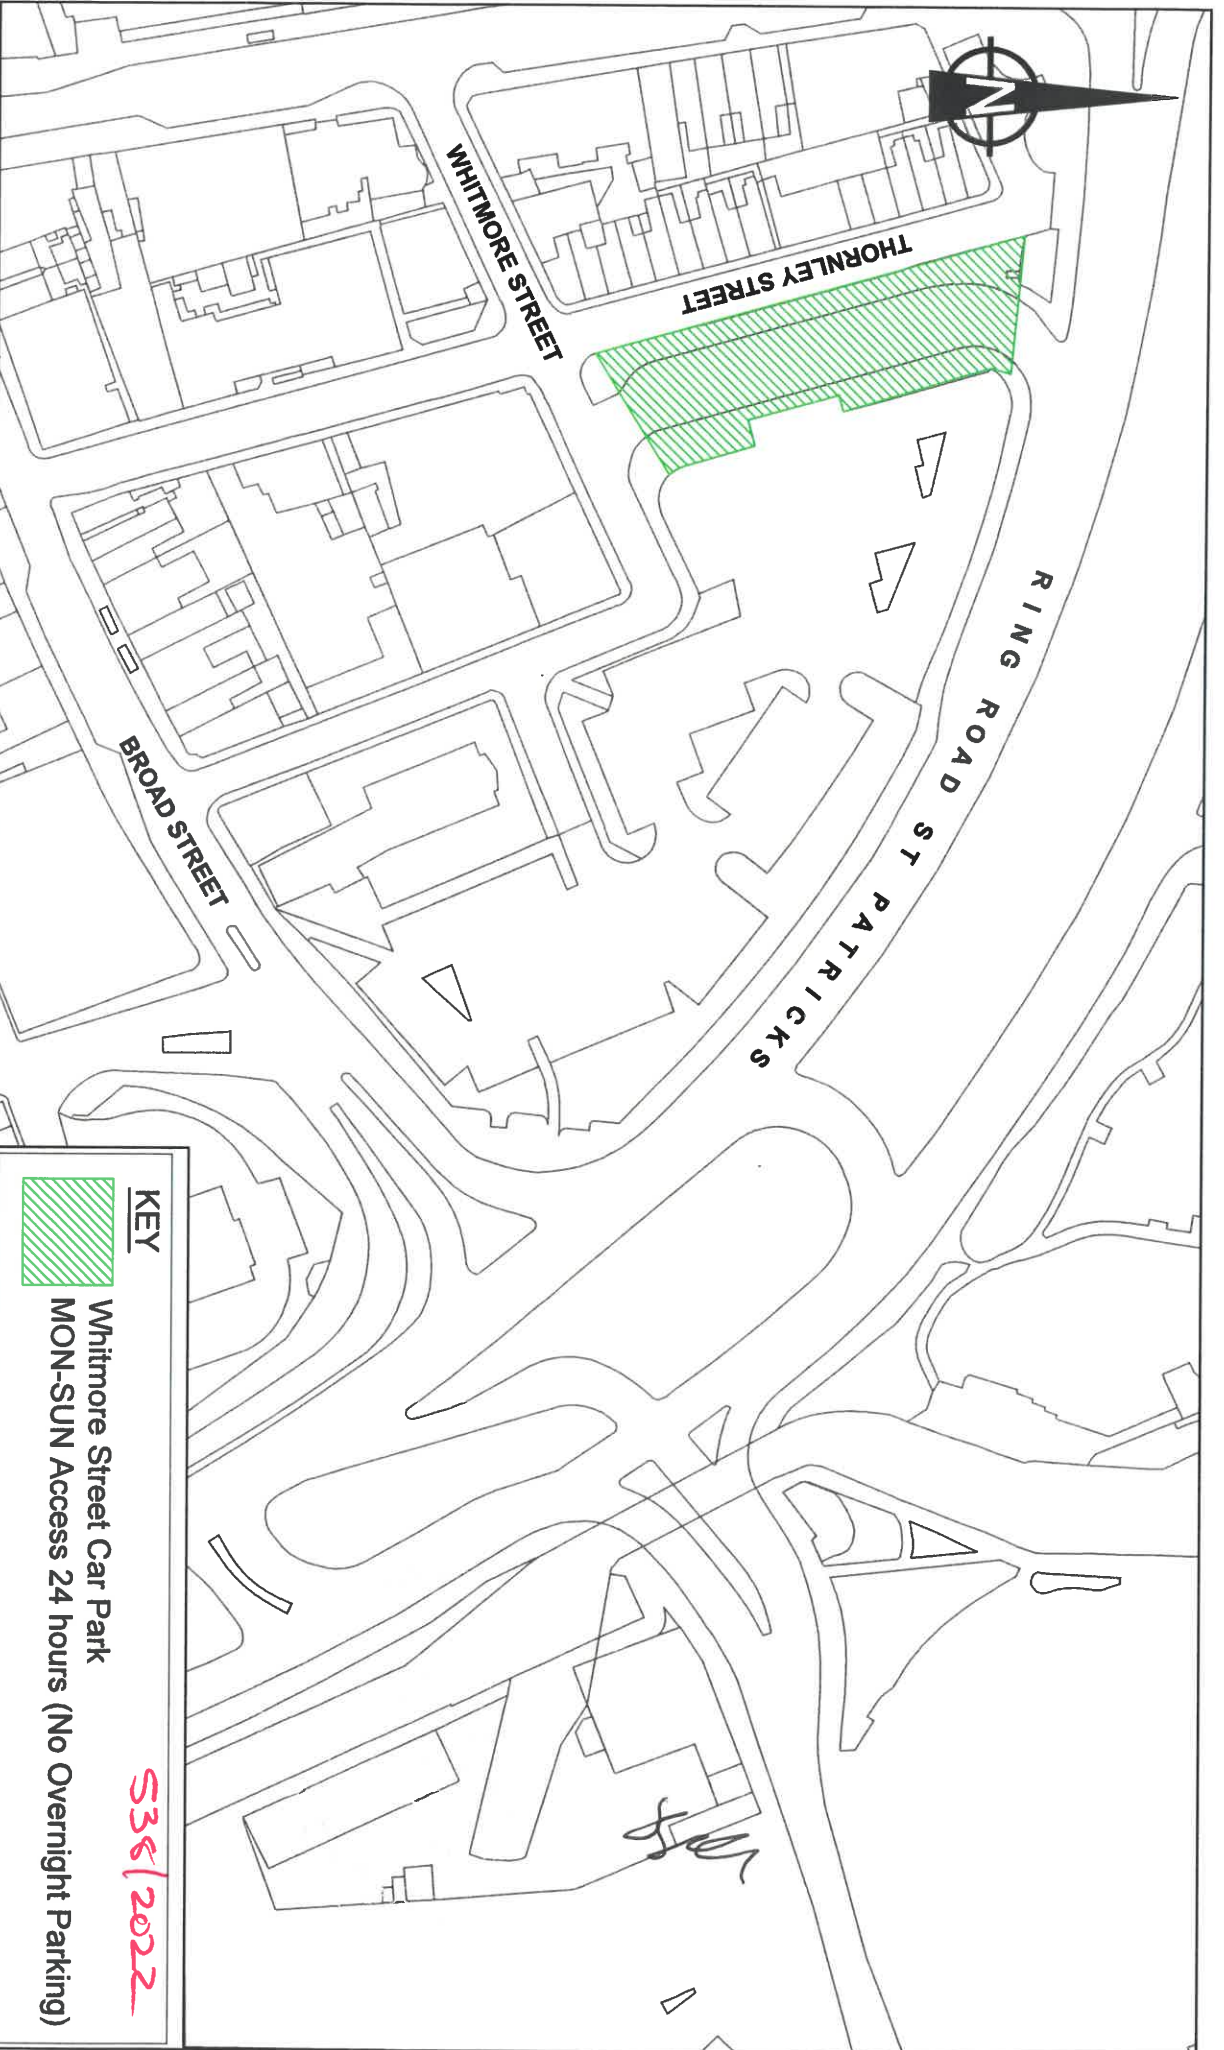 N
WHITMORE STREET
THORNLEY STREET
RING ROAD ST PATRICKS
BROAD STREET
S38/2022
KEY
Whitmore Street Car Park
MON-SUN Access 24 hours (No Overnight Parking)